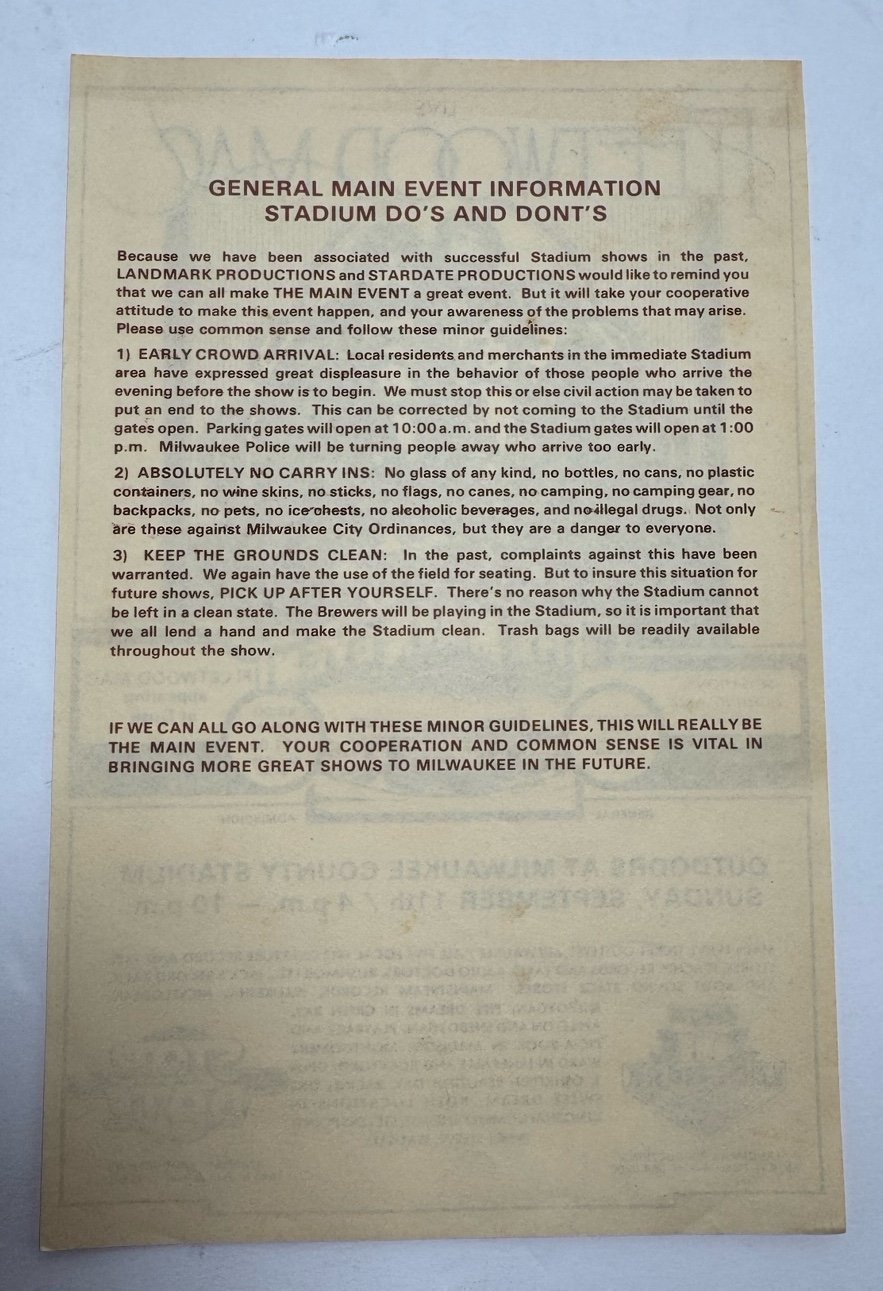 GENERAL MAIN EVENT INFORMATION
STADIUM DO'S AND DONT'S
Because we have been associated with successful Stadium shows in the past,
LANDMARK PRODUCTIONS and STARDATE PRODUCTIONS would like to remind you
that we can all make THE MAIN EVENT a great event. But it will take your cooperative
attitude to make this event happen, and your awareness of the problems that may arise.
Please use common sense and follow these minor guidelines:
1) EARLY CROWD ARRIVAL: Local residents and merchants in the immediate Stadium
area have expressed great displeasure in the behavior of those people who arrive the
evening before the show is to begin. We must stop this or else civil action may be taken to
put an end to the shows. This can be corrected by not coming to the Stadium until the
gates open. Parking gates will open at 10:00 a.m. and the Stadium gates will open at 1:00
p.m. Milwaukee Police will be turning people away who arrive too early.
2) ABSOLUTELY NO CARRY INS: No glass of any kind, no bottles, no cans, no plastic
containers, no wine skins, no sticks, no flags, no canes, no camping, no camping gear, no
backpacks, no pets, no ice chests, no alcoholic beverages, and no illegal drugs. Not only
are these against Milwaukee City Ordinances, but they are a danger to everyone.
3) KEEP THE GROUNDS CLEAN: In the past, complaints against this have been
warranted. We again have the use of the field for seating. But to insure this situation for
future shows, PICK UP AFTER YOURSELF. There's no reason why the Stadium cannot
be left in a clean state. The Brewers will be playing in the Stadium, so it is important that
we all lend a hand and make the Stadium clean. Trash bags will be readily available
throughout the show.
IF WE CAN ALL GO ALONG WITH THESE MINOR GUIDELINES, THIS WILL REALLY BE
THE MAIN EVENT. YOUR COOPERATION AND COMMON SENSE IS VITAL IN
BRINGING MORE GREAT SHOWS TO MILWAUKEE IN THE FUTURE.
LIVE
FLEETWOOD MAC
OUTDOORS AT MILWAUKEE COUNTY STADIUM
SUNDAY, SEPTEMBER 11th / 4 p.m. – 10 p.m.